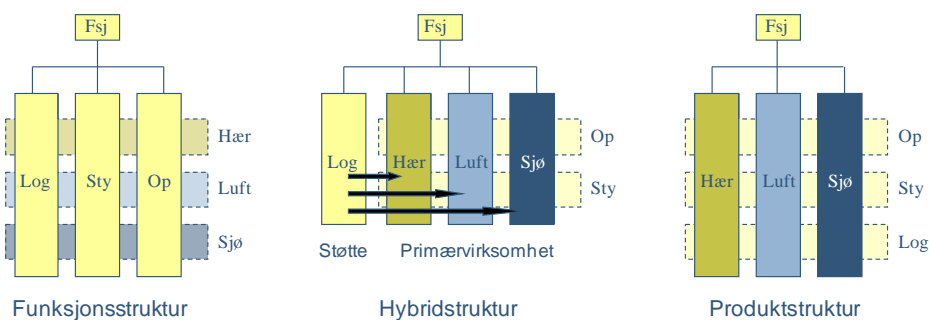 Fsj
Log
Sty
Op
Hær
Luft
Sjø
Funksjonsstruktur
Fsj
Log
Hær
Luft
Sjø
Op
Sty
Støtte
Primærvirksomhet
Hybridstruktur
Fsj
Hær
Luft
Sjø
Op
Sty
Log
Produktstruktur